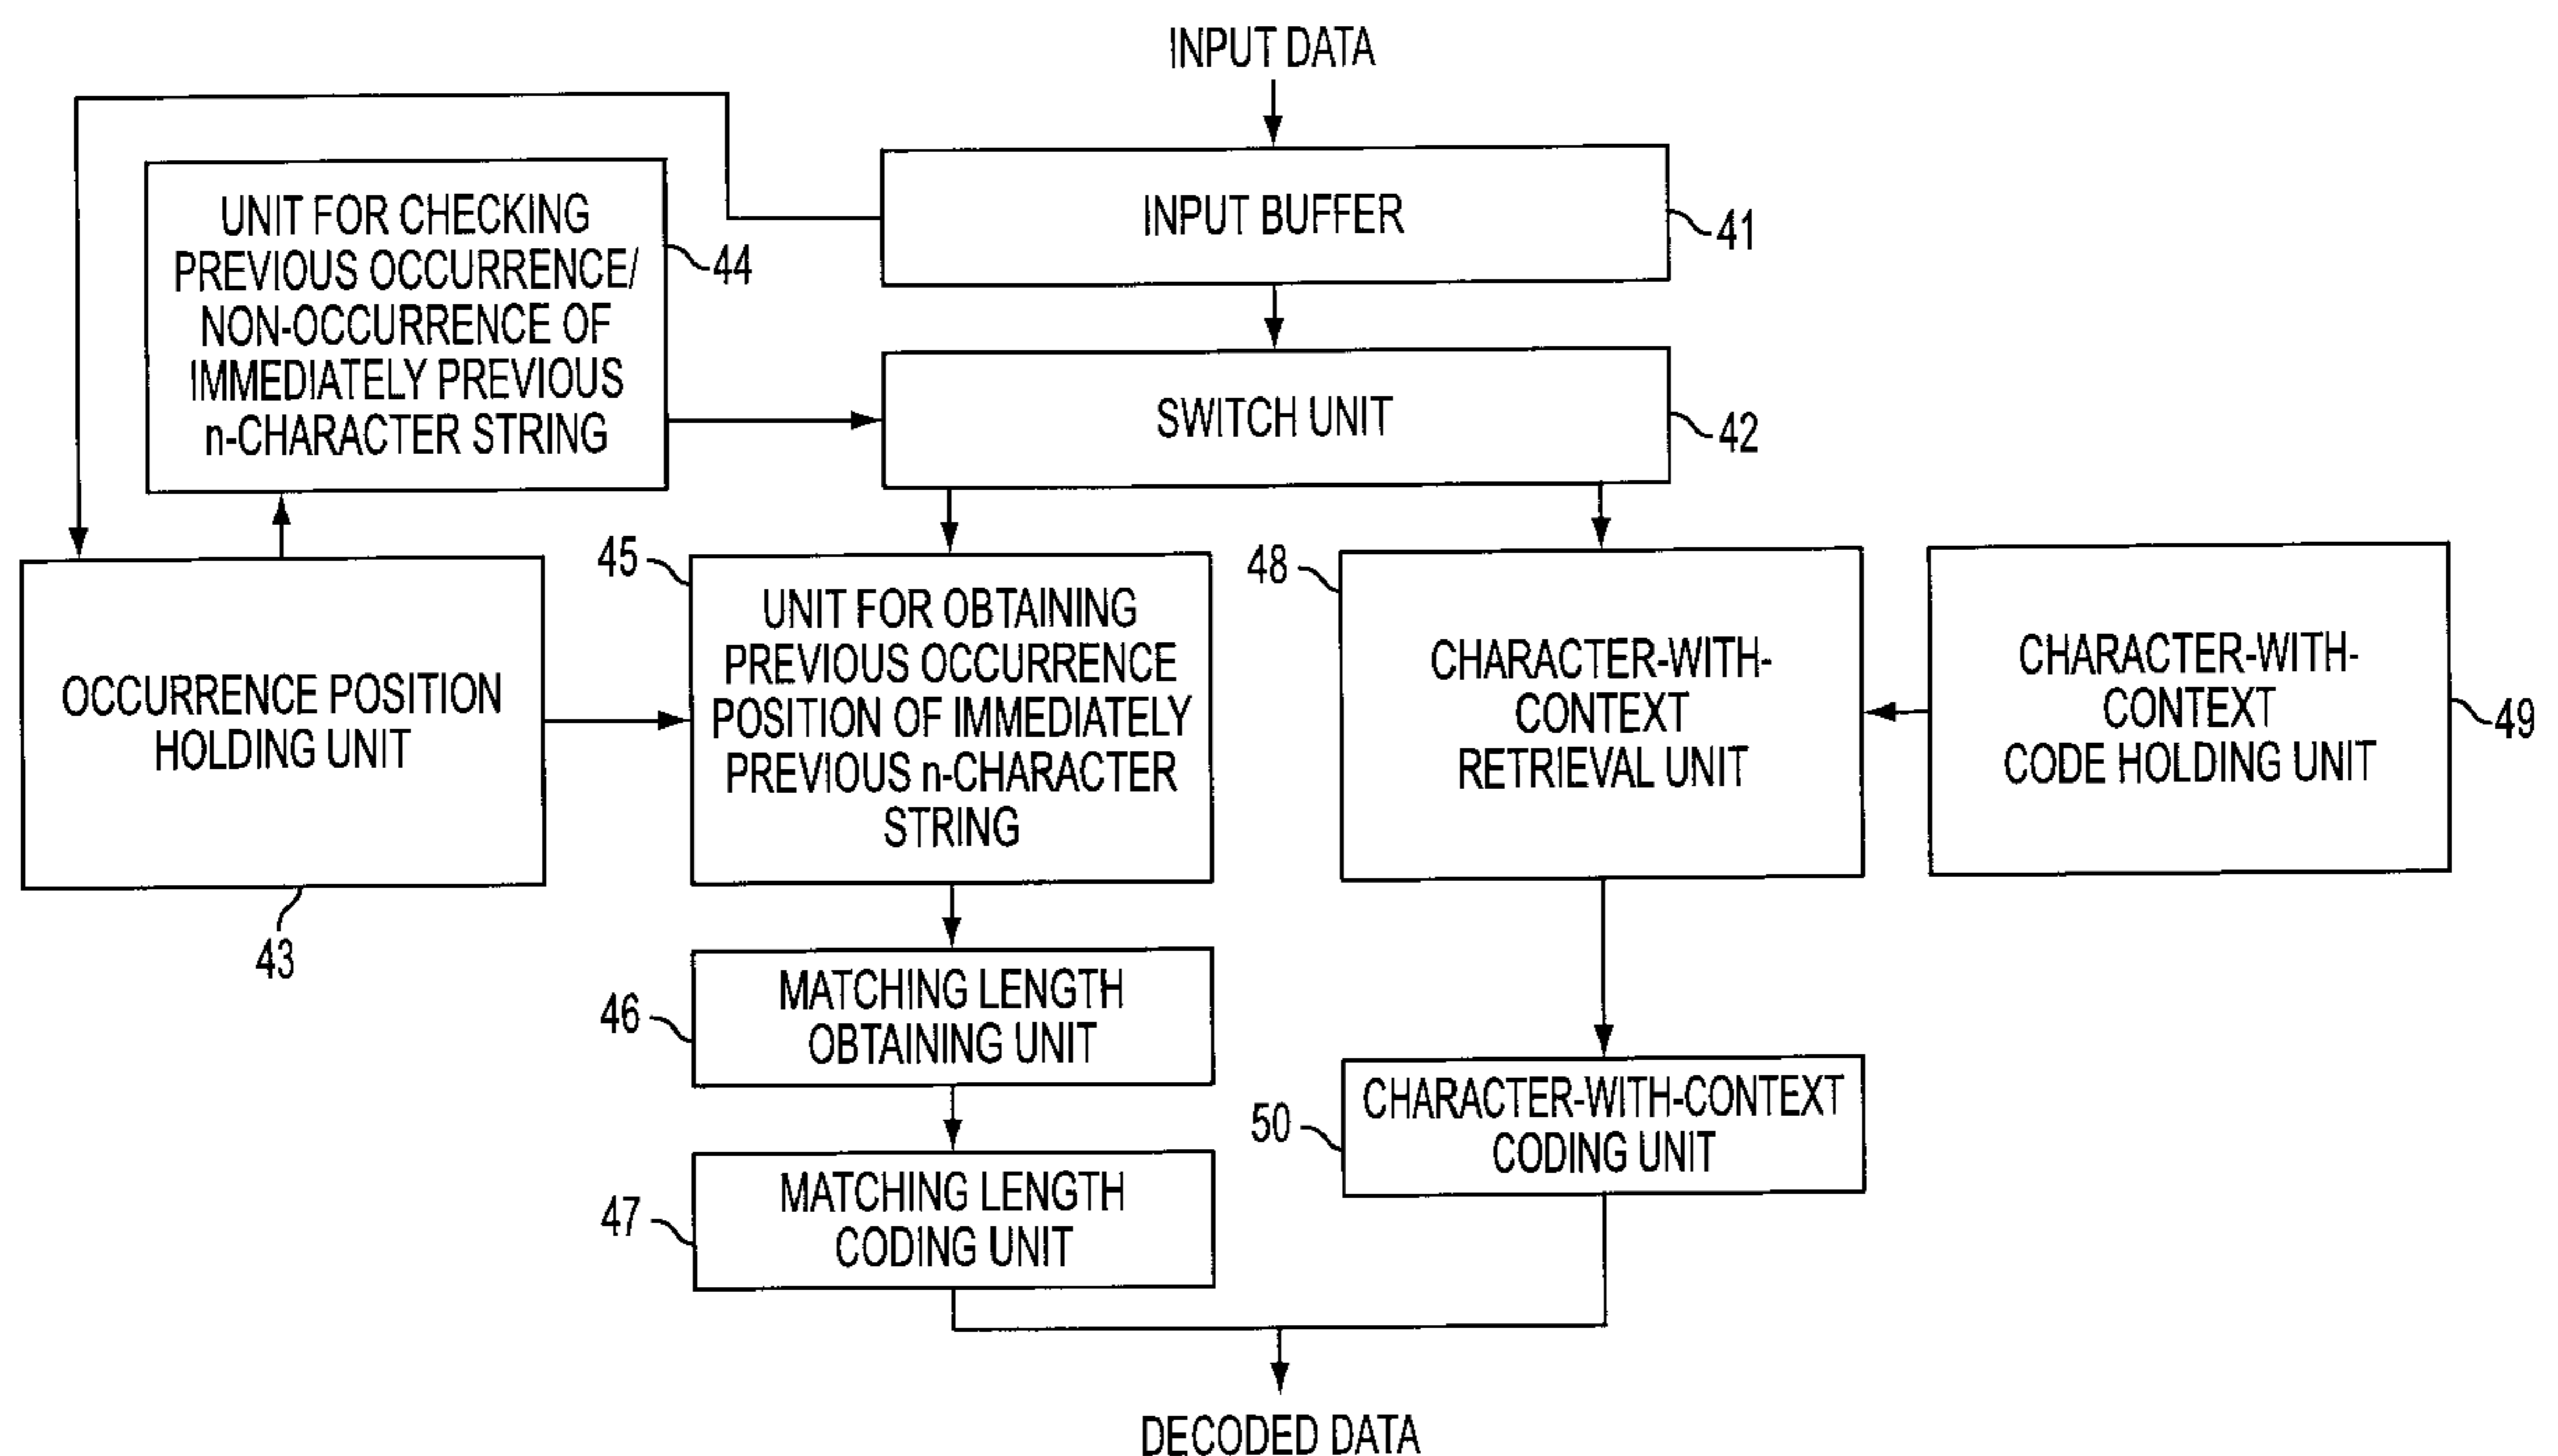 INPUT DATA
INPUT BUFFER
41
UNIT FOR CHECKING
PREVIOUS OCCURRENCE/
NON-OCCURRENCE OF
IMMEDIATELY PREVIOUS
n-CHARACTER STRING
44
SWITCH UNIT
42
OCCURRENCE POSITION
HOLDING UNIT
43
45
UNIT FOR OBTAINING
PREVIOUS OCCURRENCE
POSITION OF IMMEDIATELY
PREVIOUS n-CHARACTER
STRING
48
CHARACTER-WITH-
CONTEXT
RETRIEVAL UNIT
CHARACTER-WITH-
CONTEXT
CODE HOLDING UNIT
49
46
MATCHING LENGTH
OBTAINING UNIT
50
CHARACTER-WITH-CONTEXT
CODING UNIT
47
MATCHING LENGTH
CODING UNIT
DECODED DATA